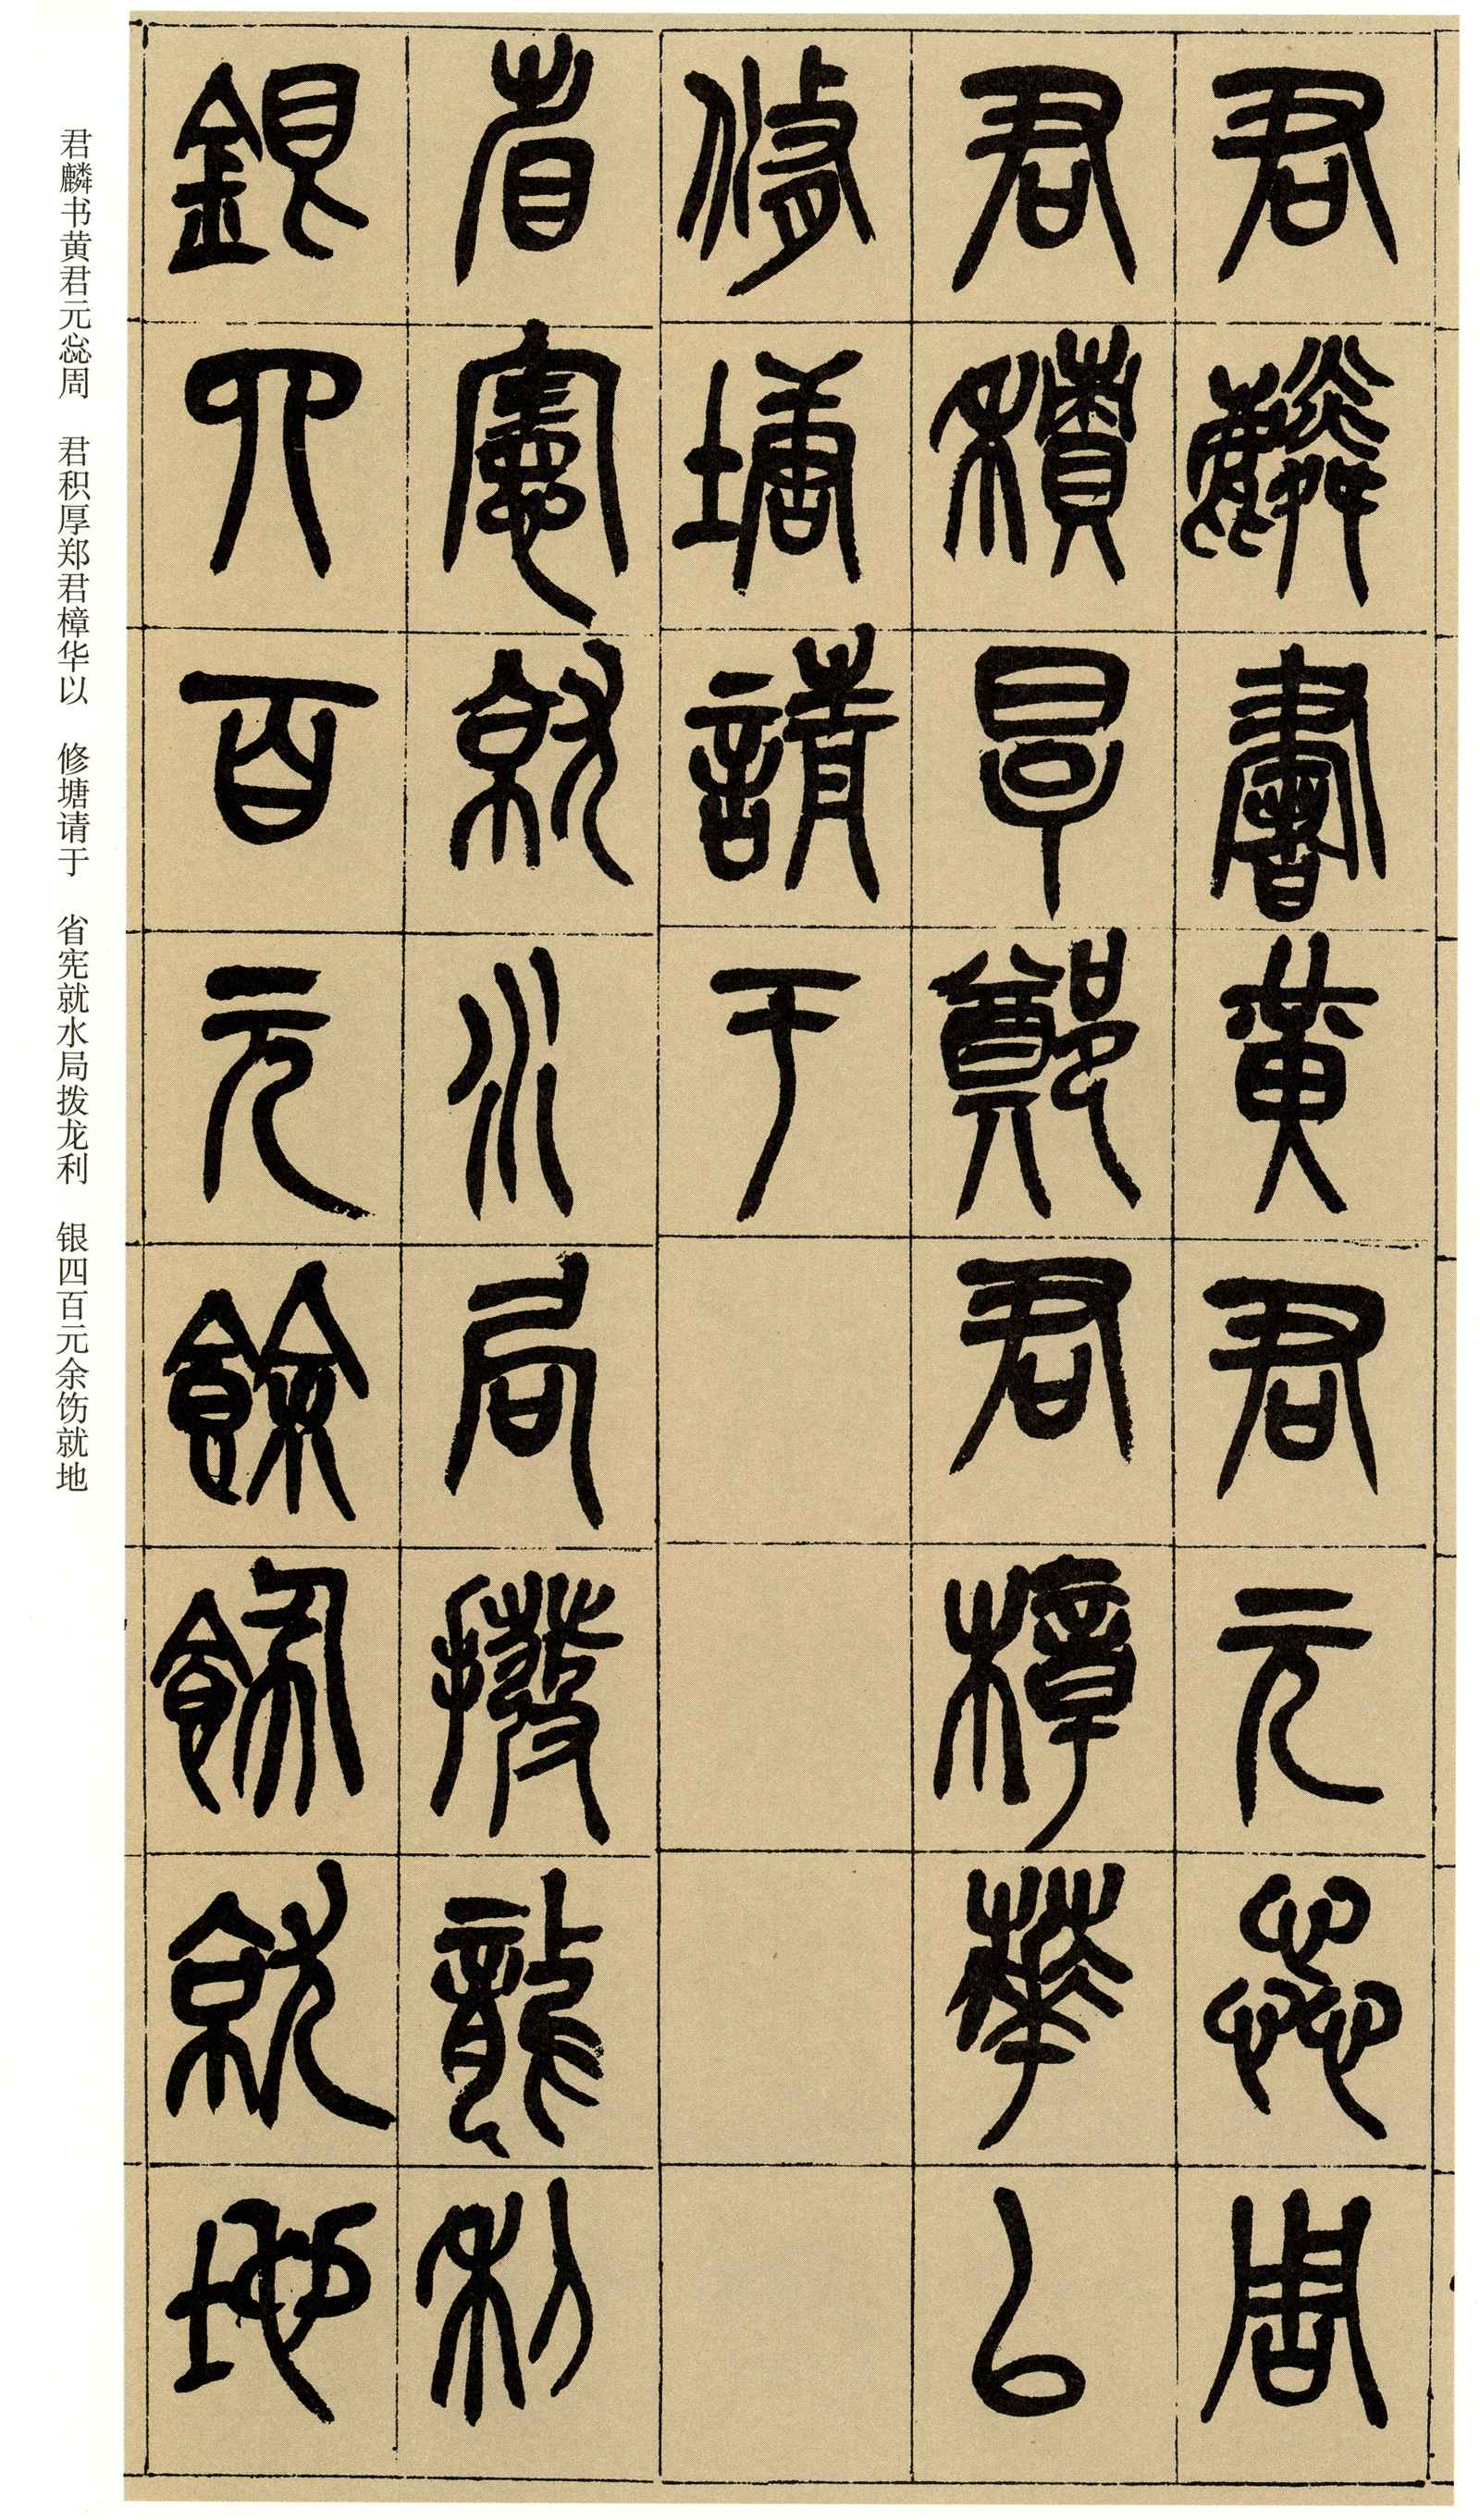 君麟書黃君元惢周
君積厚鄭君樟華以
修塘請于
省憲就水局撥龍利
銀四百元餘飭就地
君麟书黄君元惢周 君积厚郑君樟华以 修塘请于 省宪就水局拨龙利 银四百元余饬就地